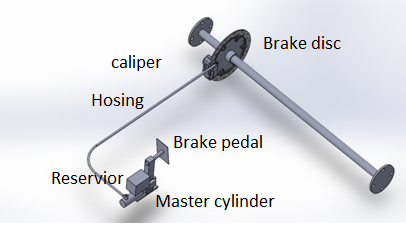 Brake disc
caliper
Hosing
Brake pedal
Reservior
Master cylinder